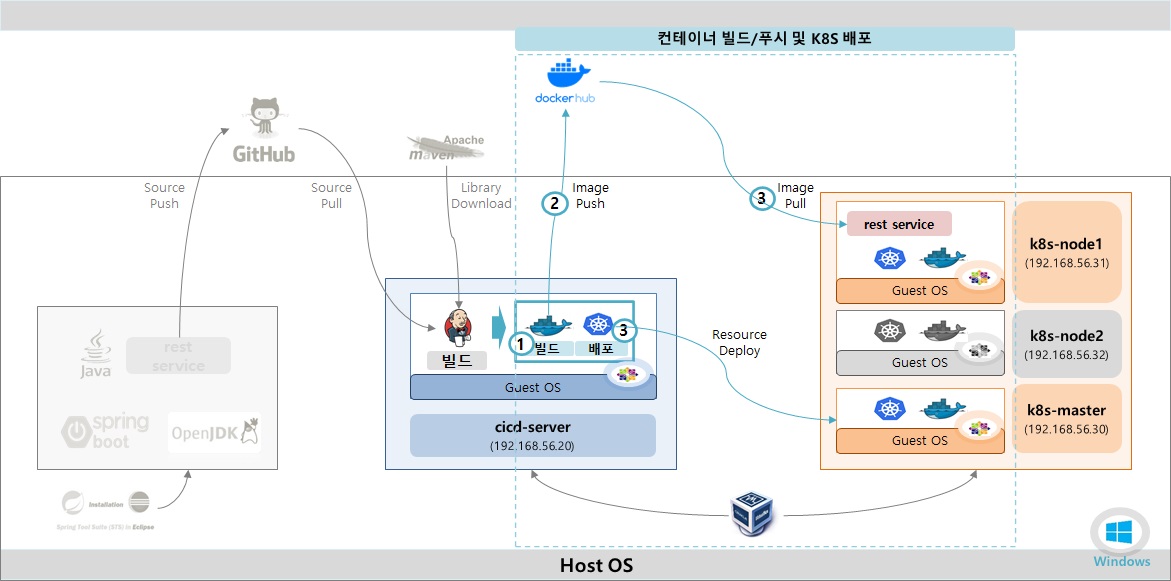 컨테이너 빌드/푸시 및 K8S 배포
dockerhub
GitHub
Apache
maven
Source
Push
Source
Pull
Library
Download
2
Image
Push
3
Image
Pull
rest service
Guest OS
k8s-node1
(192.168.56.31)
Guest OS
k8s-node2
(192.168.56.32)
Guest OS
k8s-master
(192.168.56.30)
Resource
Deploy
빌드
1
빌드
3
배포
Guest OS
cicd-server
(192.168.56.20)
Java
rest
service
spring
boot
OpenJDK
Installation
Spring Tool Suite (STS) in Eclipse
Windows
Host OS